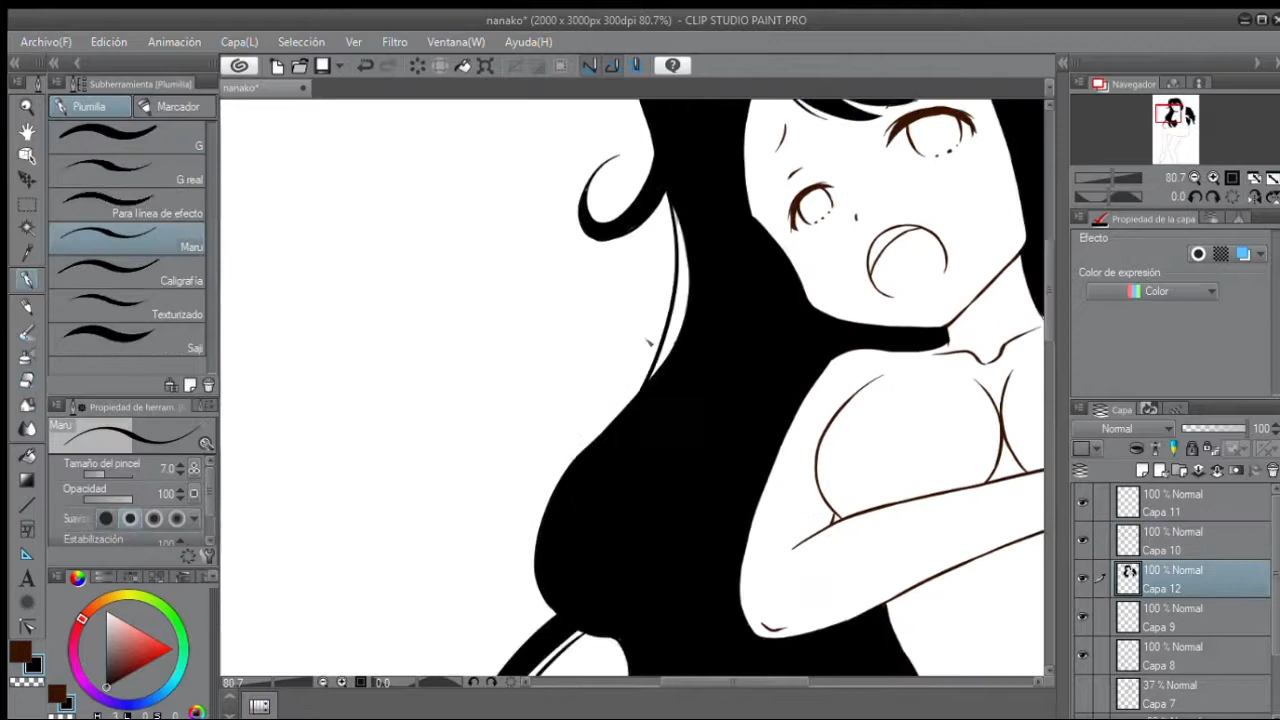 nanako* (2000 x 3000px 300dpi 80.7%) - CLIP STUDIO PAINT PRO
Archivo(F) Edición Animación Capa(L) Selección Ver Filtro Ventana(W) Ayuda(H)
Subherramienta [Plumilla]
nanako*
Navegador
Plumilla Marcador
G
G real
Para línea de efecto
Maru
Caligrafía
Texturizado
Saji
80.7
0.0
Propiedad de la capa
Efecto
Color de expresión
Color
Propiedad de herram.
Maru
Tamaño del pincel 7.0
Opacidad 100
Suaviz
Estabilización 100
Capa
Normal 100
100 % Normal
Capa 11
100 % Normal
Capa 10
100 % Normal
Capa 12
100 % Normal
Capa 9
100 % Normal
Capa 8
37 % Normal
Capa 7
80.7 0.0